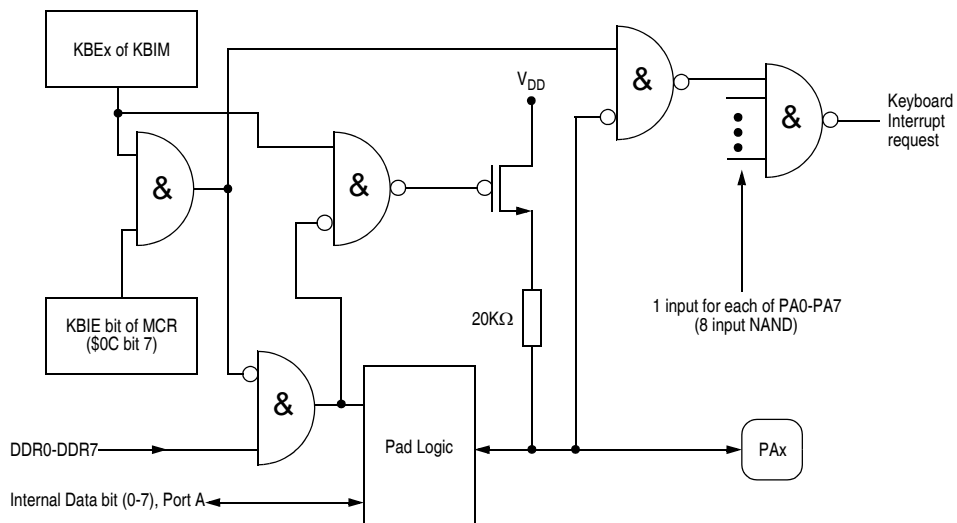 KBEx of KBIM
&
KBIE bit of MCR
($0C bit 7)
&
V_DD
20KΩ
&
&
Keyboard
Interrupt
request
1 input for each of PA0-PA7
(8 input NAND)
&
DDR0-DDR7
Internal Data bit (0-7), Port A
Pad Logic
PAx